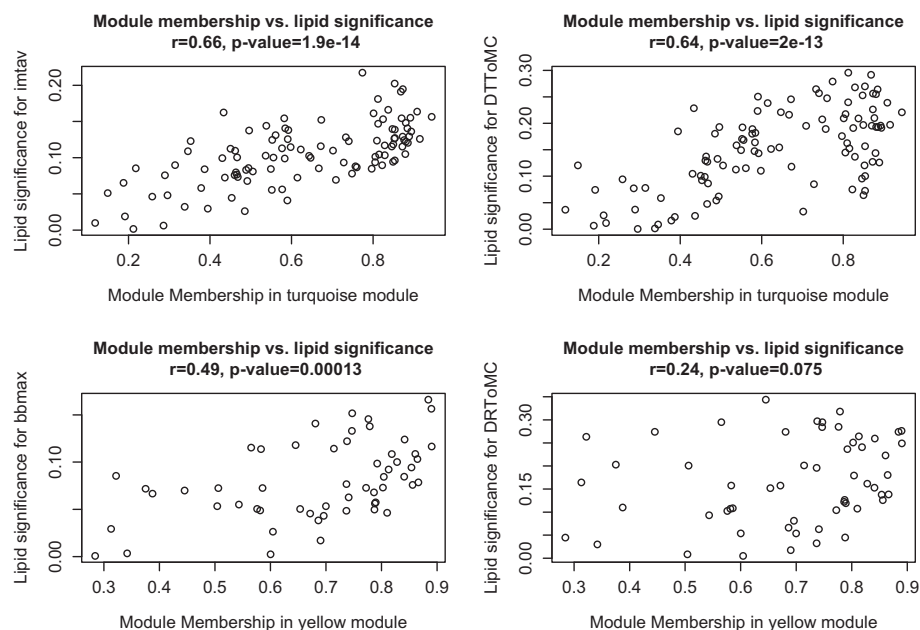 Module membership vs. lipid significance
r=0.66, p-value=1.9e-14
Lipid significance for imtav
0.00 0.10 0.20
0.2 0.4 0.6 0.8
Module Membership in turquoise module
Module membership vs. lipid significance
r=0.64, p-value=2e-13
Lipid significance for DTToMC
0.00 0.15 0.30
0.2 0.4 0.6 0.8
Module Membership in turquoise module
Module membership vs. lipid significance
r=0.49, p-value=0.00013
Lipid significance for bbmax
0.00 0.10
0.3 0.4 0.5 0.6 0.7 0.8 0.9
Module Membership in yellow module
Module membership vs. lipid significance
r=0.24, p-value=0.075
Lipid significance for DRToMC
0.00 0.15 0.30
0.3 0.4 0.5 0.6 0.7 0.8 0.9
Module Membership in yellow module